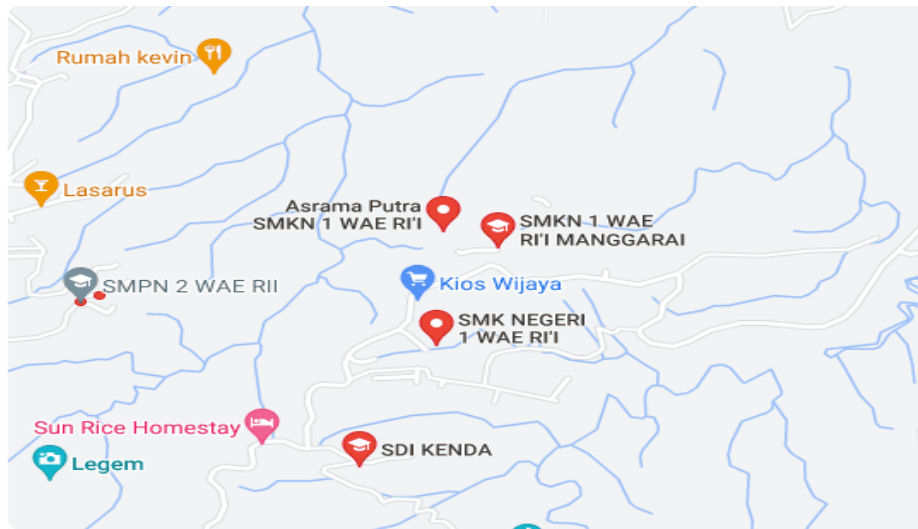 Rumah kevin
Lasarus
Asrama Putra
SMKN 1 WAE RI'I
SMKN 1 WAE
RI'I MANGGARAI
SMPN 2 WAE RII
Kios Wijaya
SMK NEGERI
1 WAE RI'I
Sun Rice Homestay
SDI KENDA
Legem